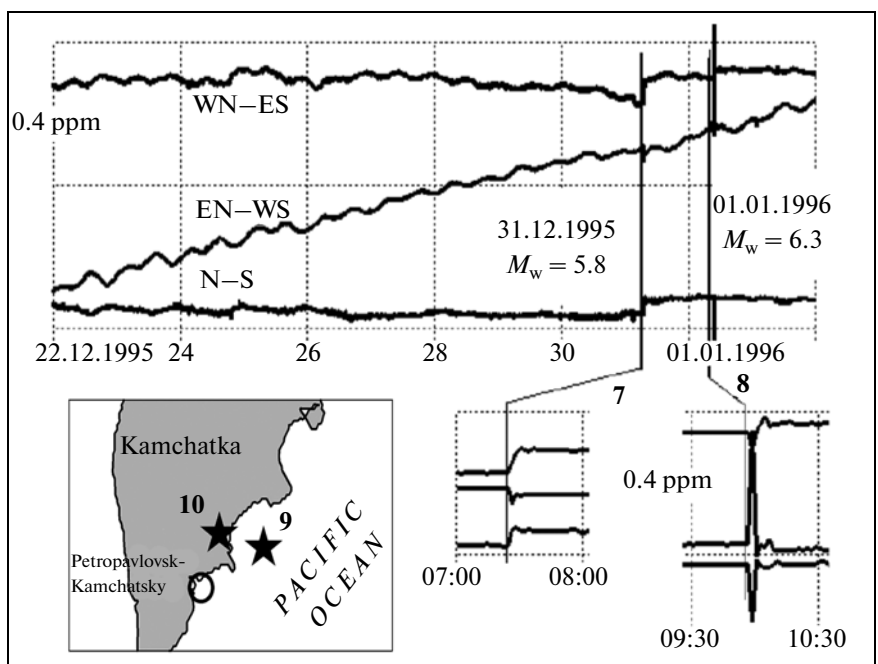 WN–ES
0.4 ppm
EN–WS
N–S
31.12.1995
Mw = 5.8
01.01.1996
Mw = 6.3
22.12.1995 24 26 28 30 01.01.1996
7 8
Kamchatka
10 9
Petropavlovsk-
Kamchatsky
PACIFIC
OCEAN
0.4 ppm
07:00 08:00
09:30 10:30